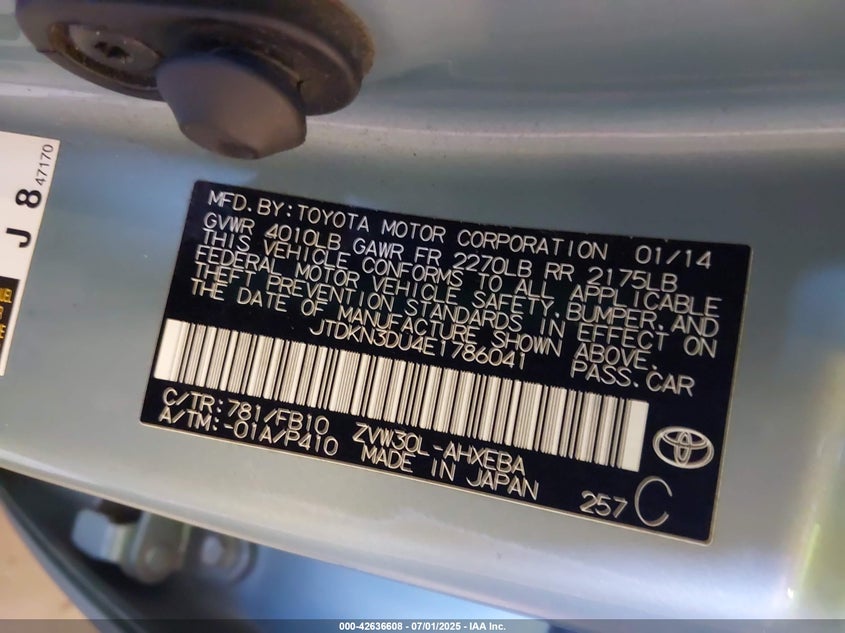 J 8
47170
MFD.BY:TOYOTA MOTOR CORPORATION 01/14
GVWR 4010LB GAWR FR 2270LB RR 2175LB
THIS VEHICLE CONFORMS TO ALL APPLICABLE
FEDERAL MOTOR VEHICLE SAFETY,BUMPER,AND
THEFT PREVENTION STANDARDS IN EFFECT ON
THE DATE OF MANUFACTURE SHOWN ABOVE.
JTDKN3DU4E1786041 PASS.CAR
C/TR:781/FB10 ZVW30L-AHXEBA
A/TM:-01A/P410 MADE IN JAPAN
257 C
000-42636608 - 07/01/2025 - IAA Inc.